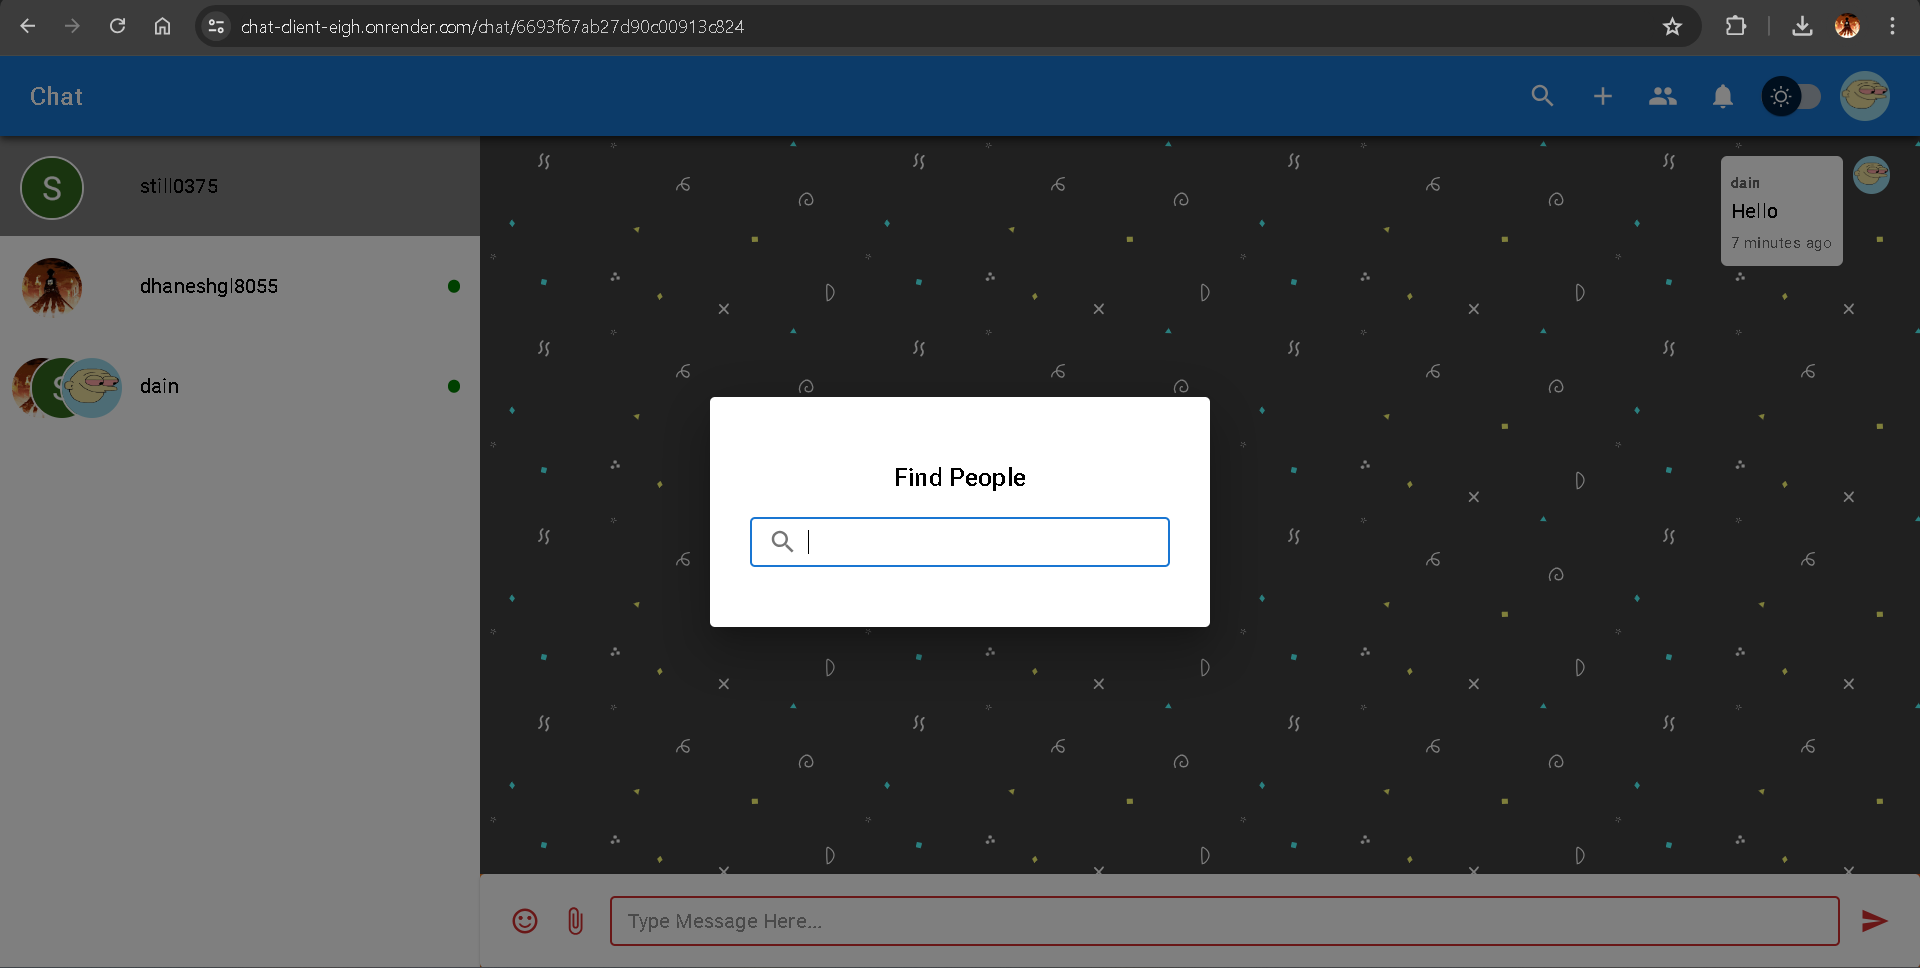 chat-client-eigh.onrender.com/chat/6693f67ab27d90c00913c824
Chat
S
still0375
dhaneshgl8055
S
dain
dain
Hello
7 minutes ago
Find People
Type Message Here...